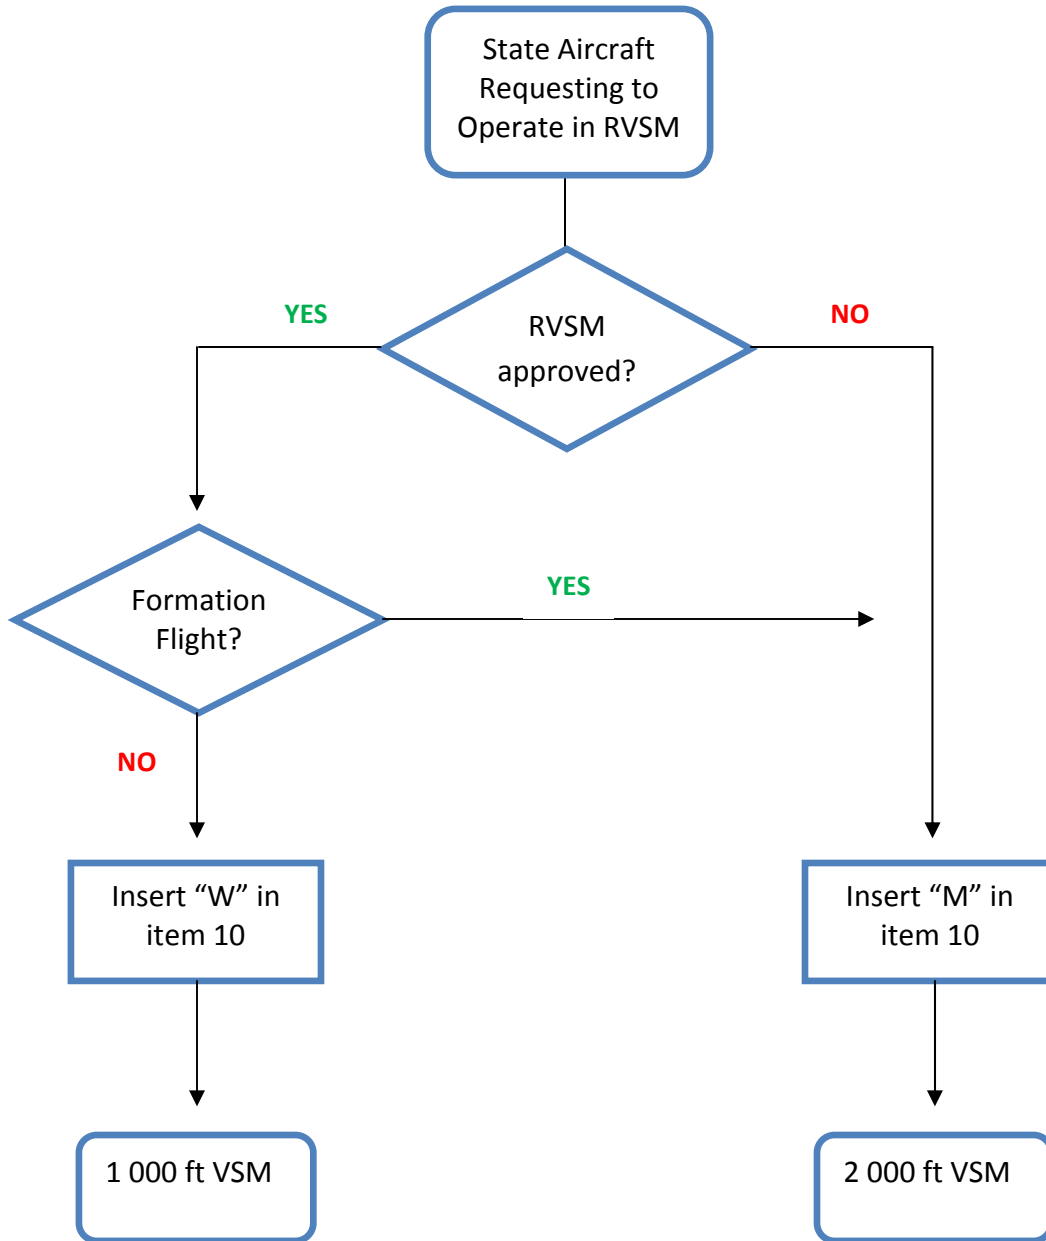 State Aircraft
Requesting to
Operate in RVSM
YES
NO
RVSM
approved?
Formation
Flight?
YES
NO
Insert “W” in
item 10
Insert “M” in
item 10
1 000 ft VSM
2 000 ft VSM